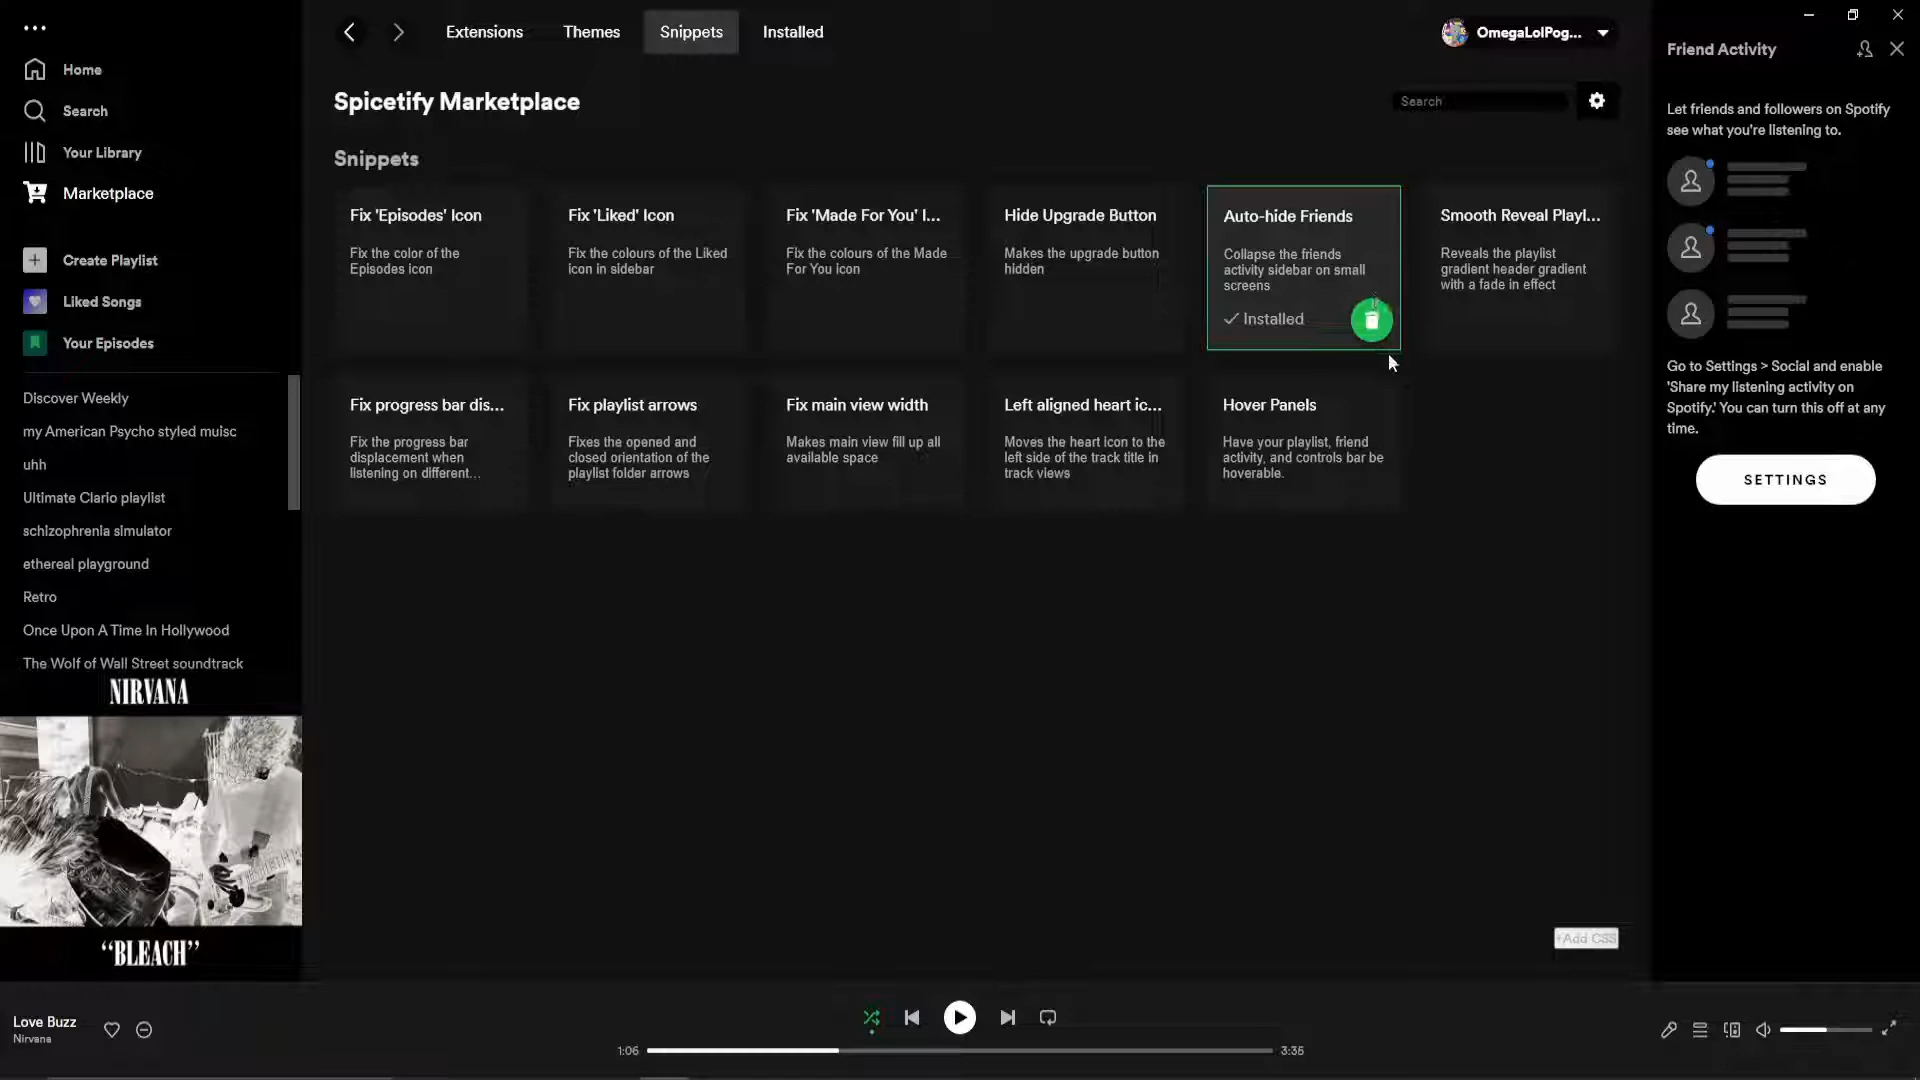 Home
Search
Your Library
Marketplace
Create Playlist
Liked Songs
Your Episodes
Discover Weekly
my American Psycho styled muisc
uhh
Ultimate Clario playlist
schizophrenia simulator
ethereal playground
Retro
Once Upon A Time In Hollywood
The Wolf of Wall Street soundtrack
NIRVANA
“BLEACH”
Extensions
Themes
Snippets
Installed
OmegaLolPog...
Spicetify Marketplace
Search
Snippets
Fix 'Episodes' Icon
Fix the color of the
Episodes icon
Fix 'Liked' Icon
Fix the colours of the Liked
icon in sidebar
Fix 'Made For You' I...
Fix the colours of the Made
For You icon
Hide Upgrade Button
Makes the upgrade button
hidden
Auto-hide Friends
Collapse the friends
activity sidebar on small
screens
Installed
Smooth Reveal Playl...
Reveals the playlist
gradient header gradient
with a fade in effect
Fix progress bar dis...
Fix the progress bar
displacement when
listening on different...
Fix playlist arrows
Fixes the opened and
closed orientation of the
playlist folder arrows
Fix main view width
Makes main view fill up all
available space
Left aligned heart ic...
Moves the heart icon to the
left side of the track title in
track views
Hover Panels
Have your playlist, friend
activity, and controls bar be
hoverable.
+Add CSS
Friend Activity
Let friends and followers on Spotify
see what you're listening to.
Go to Settings > Social and enable
'Share my listening activity on
Spotify.' You can turn this off at any
time.
SETTINGS
Love Buzz
Nirvana
1:06
3:35